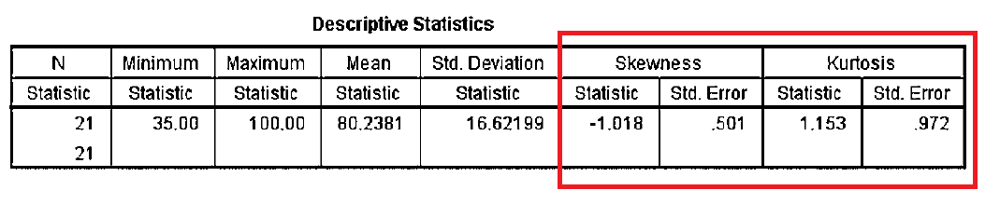 Descriptive Statistics
N Minimum Maximum Mean Std. Deviation Skewness Kurtosis
Statistic Statistic Statistic Statistic Statistic Statistic Std. Error Statistic Std. Error
21 35.00 100.00 80.2381 16.62199 -1.018 .501 1.153 .972
21